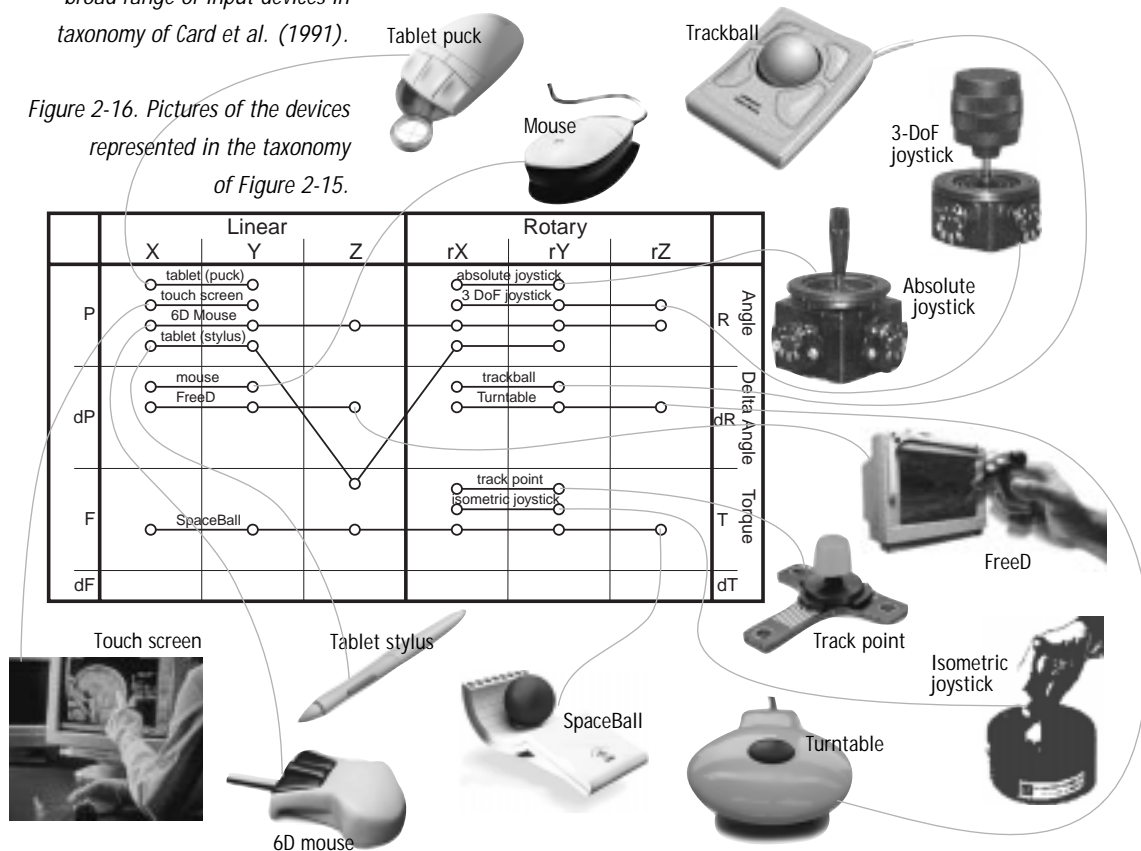 broad range of input devices in
taxonomy of Card et al. (1991).
Figure 2-16. Pictures of the devices
represented in the taxonomy
of Figure 2-15.
Tablet puck
Mouse
Trackball
3-DoF
joystick
Absolute
joystick
Linear
Rotary
X Y Z rX rY rZ
P
tablet (puck)
touch screen
6D Mouse
tablet (stylus)
absolute joystick
3 DoF joystick
R
Angle
dP
mouse
FreeD
trackball
Turntable
dR
Delta Angle
F
SpaceBall
track point
isometric joystick
T
Torque
dF
dT
FreeD
Track point
Isometric
joystick
Touch screen
Tablet stylus
SpaceBall
Turntable
6D mouse